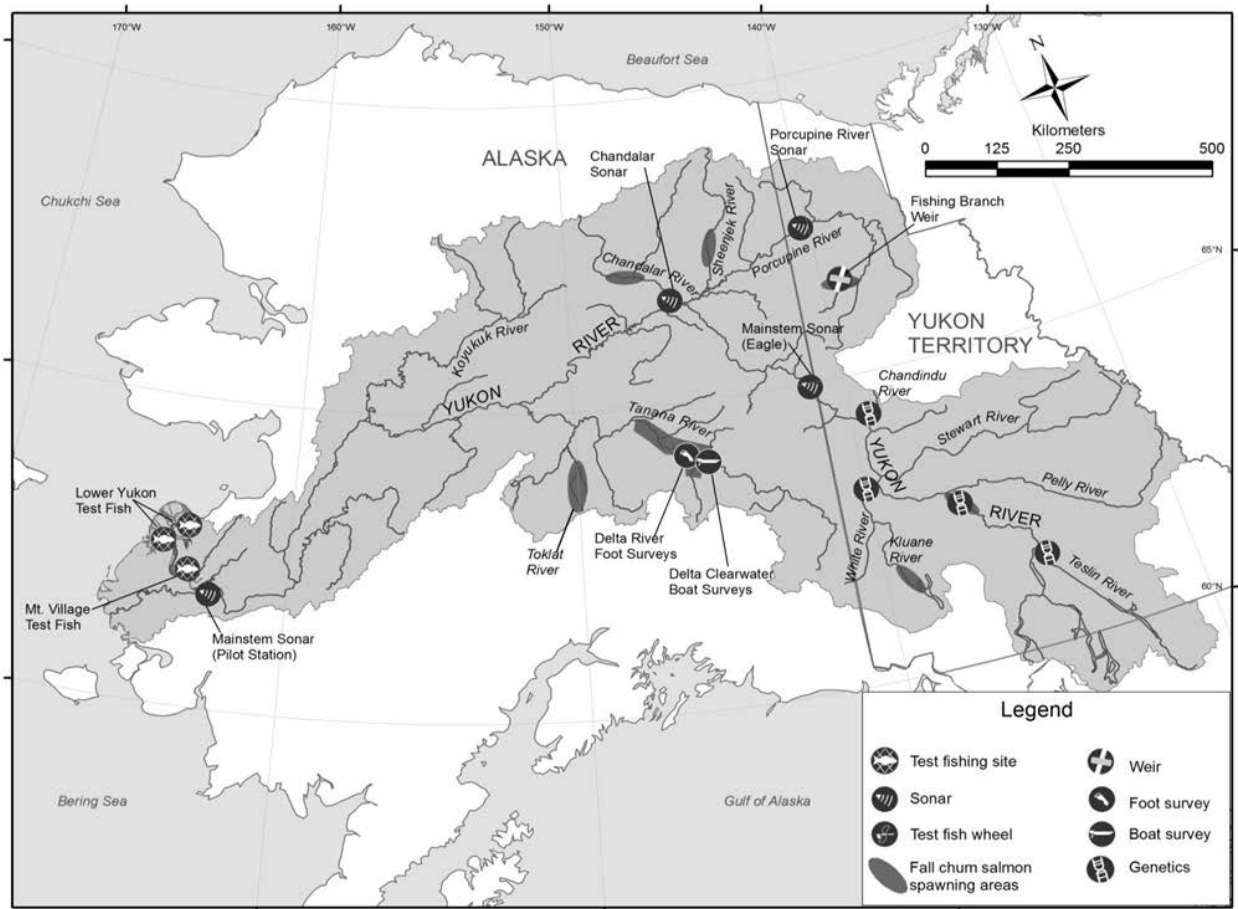 170°W
160°W
150°W
140°W
130°W
Beaufort Sea
N
Kilometers
0 125 250 500
Porcupine River
Sonar
ALASKA
Chandalar
Sonar
Chukchi Sea
Fishing Branch
Weir
Sheenjek River
Porcupine River
65°N
Chandalar River
Koyukuk River
RIVER
Mainstem Sonar
(Eagle)
YUKON
TERRITORY
Chandindu
River
YUKON
Tanana River
Stewart River
YUKON
Pelly River
Lower Yukon
Test Fish
RIVER
Toklat
River
Delta River
Foot Surveys
White River
Kluane
River
Delta Clearwater
Boat Surveys
Teslin River
60°N
Mt. Village
Test Fish
Mainstem Sonar
(Pilot Station)
Bering Sea
Gulf of Alaska
Legend
Test fishing site
Sonar
Test fish wheel
Fall chum salmon
spawning areas
Weir
Foot survey
Boat survey
Genetics